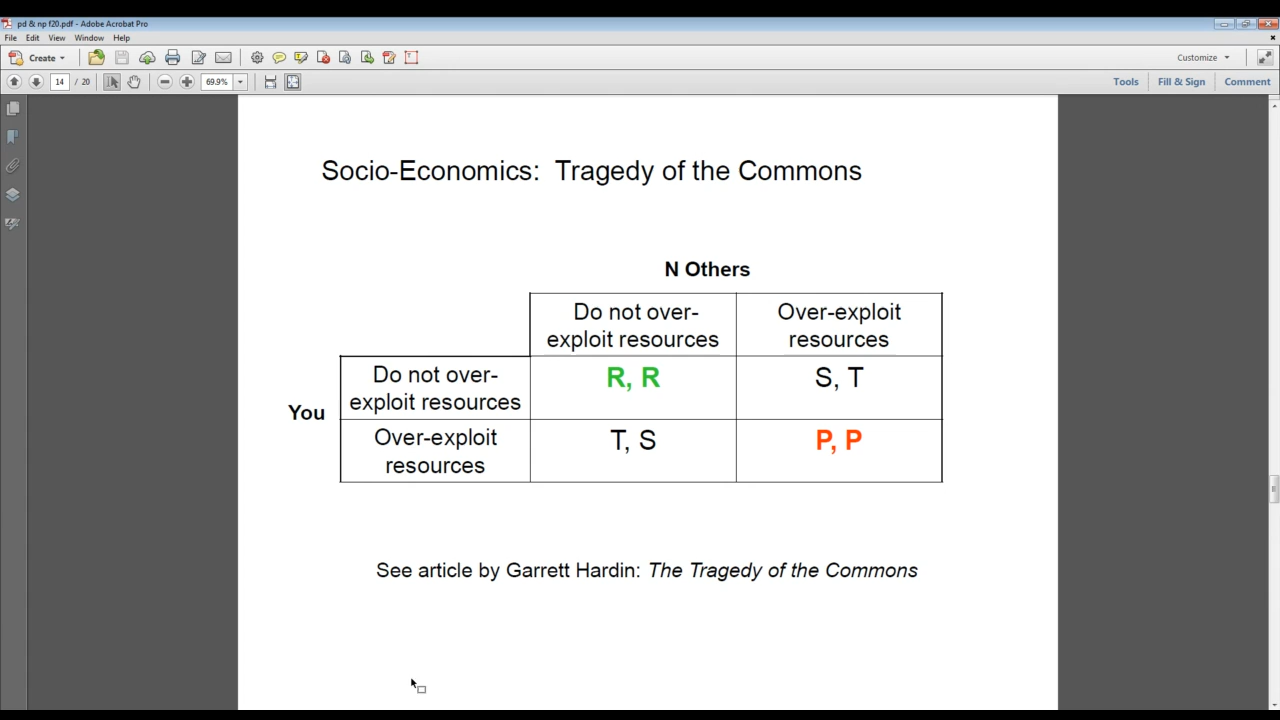 pd & np f20.pdf - Adobe Acrobat Pro
File Edit View Window Help
Create Customize
14 / 20 69.9% Tools Fill & Sign Comment
Socio-Economics: Tragedy of the Commons
N Others
Do not over-
exploit resources
Over-exploit
resources
You
Do not over-
exploit resources
R, R
S, T
Over-exploit
resources
T, S
P, P
See article by Garrett Hardin: The Tragedy of the Commons